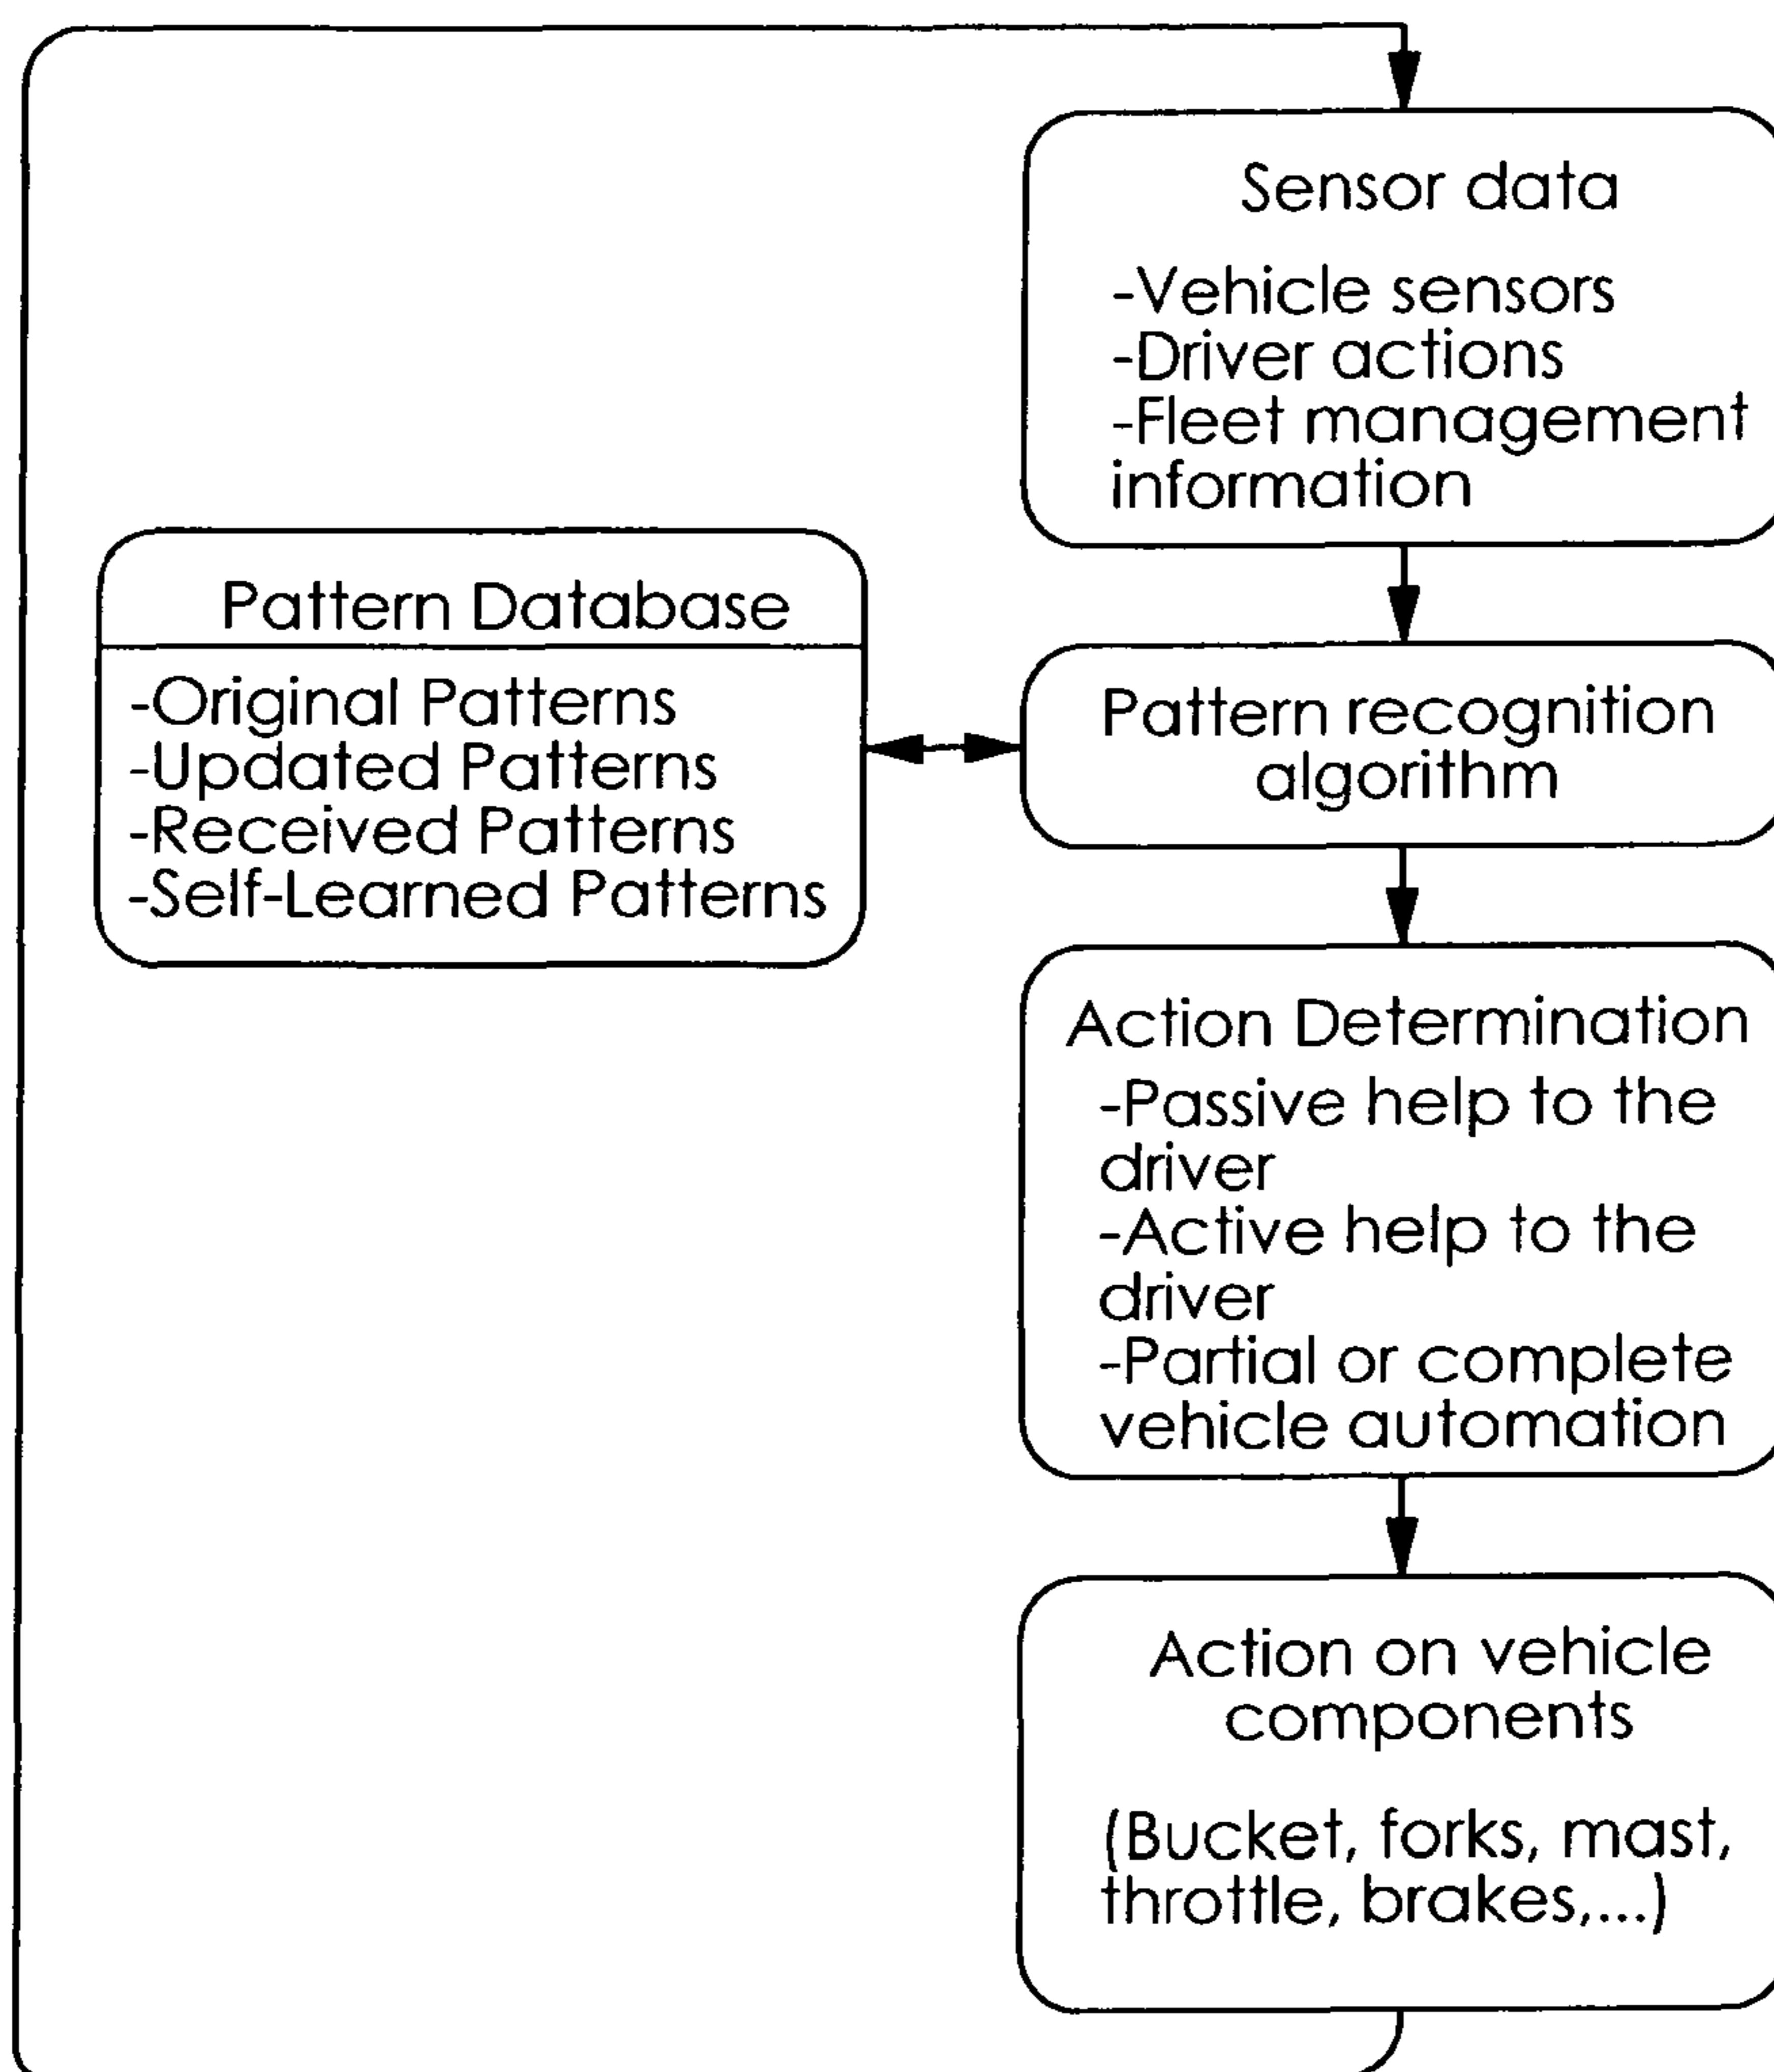 Sensor data
-Vehicle sensors
-Driver actions
-Fleet management
information
Pattern Database
-Original Patterns
-Updated Patterns
-Received Patterns
-Self-Learned Patterns
Pattern recognition
algorithm
Action Determination
-Passive help to the
driver
-Active help to the
driver
-Partial or complete
vehicle automation
Action on vehicle
components
(Bucket, forks, mast,
throttle, brakes,...)